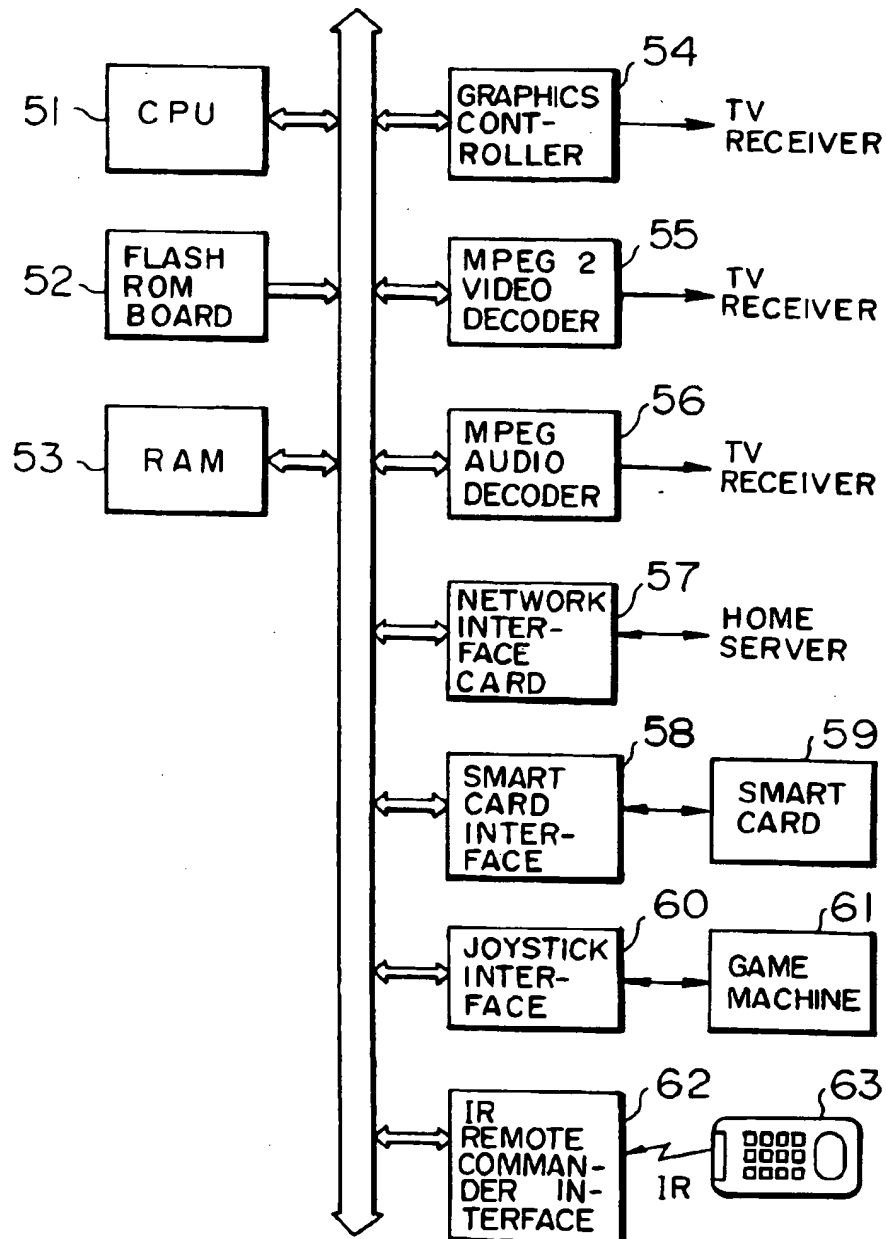 51
CPU
54
GRAPHICS
CONT-
ROLLER
TV
RECEIVER
52
FLASH
ROM
BOARD
55
MPEG 2
VIDEO
DECODER
TV
RECEIVER
53
RAM
56
MPEG
AUDIO
DECODER
TV
RECEIVER
57
NETWORK
INTER-
FACE
CARD
HOME
SERVER
58
SMART
CARD
INTER-
FACE
59
SMART
CARD
60
JOYSTICK
INTER-
FACE
61
GAME
MACHINE
62
IR
REMOTE
COMMAN-
DER IN-
TERFACE
IR
63